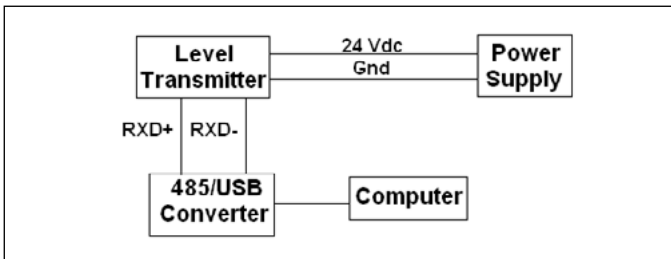 Level
Transmitter
24 Vdc
Gnd
Power
Supply
RXD+
RXD-
485/USB
Converter
Computer